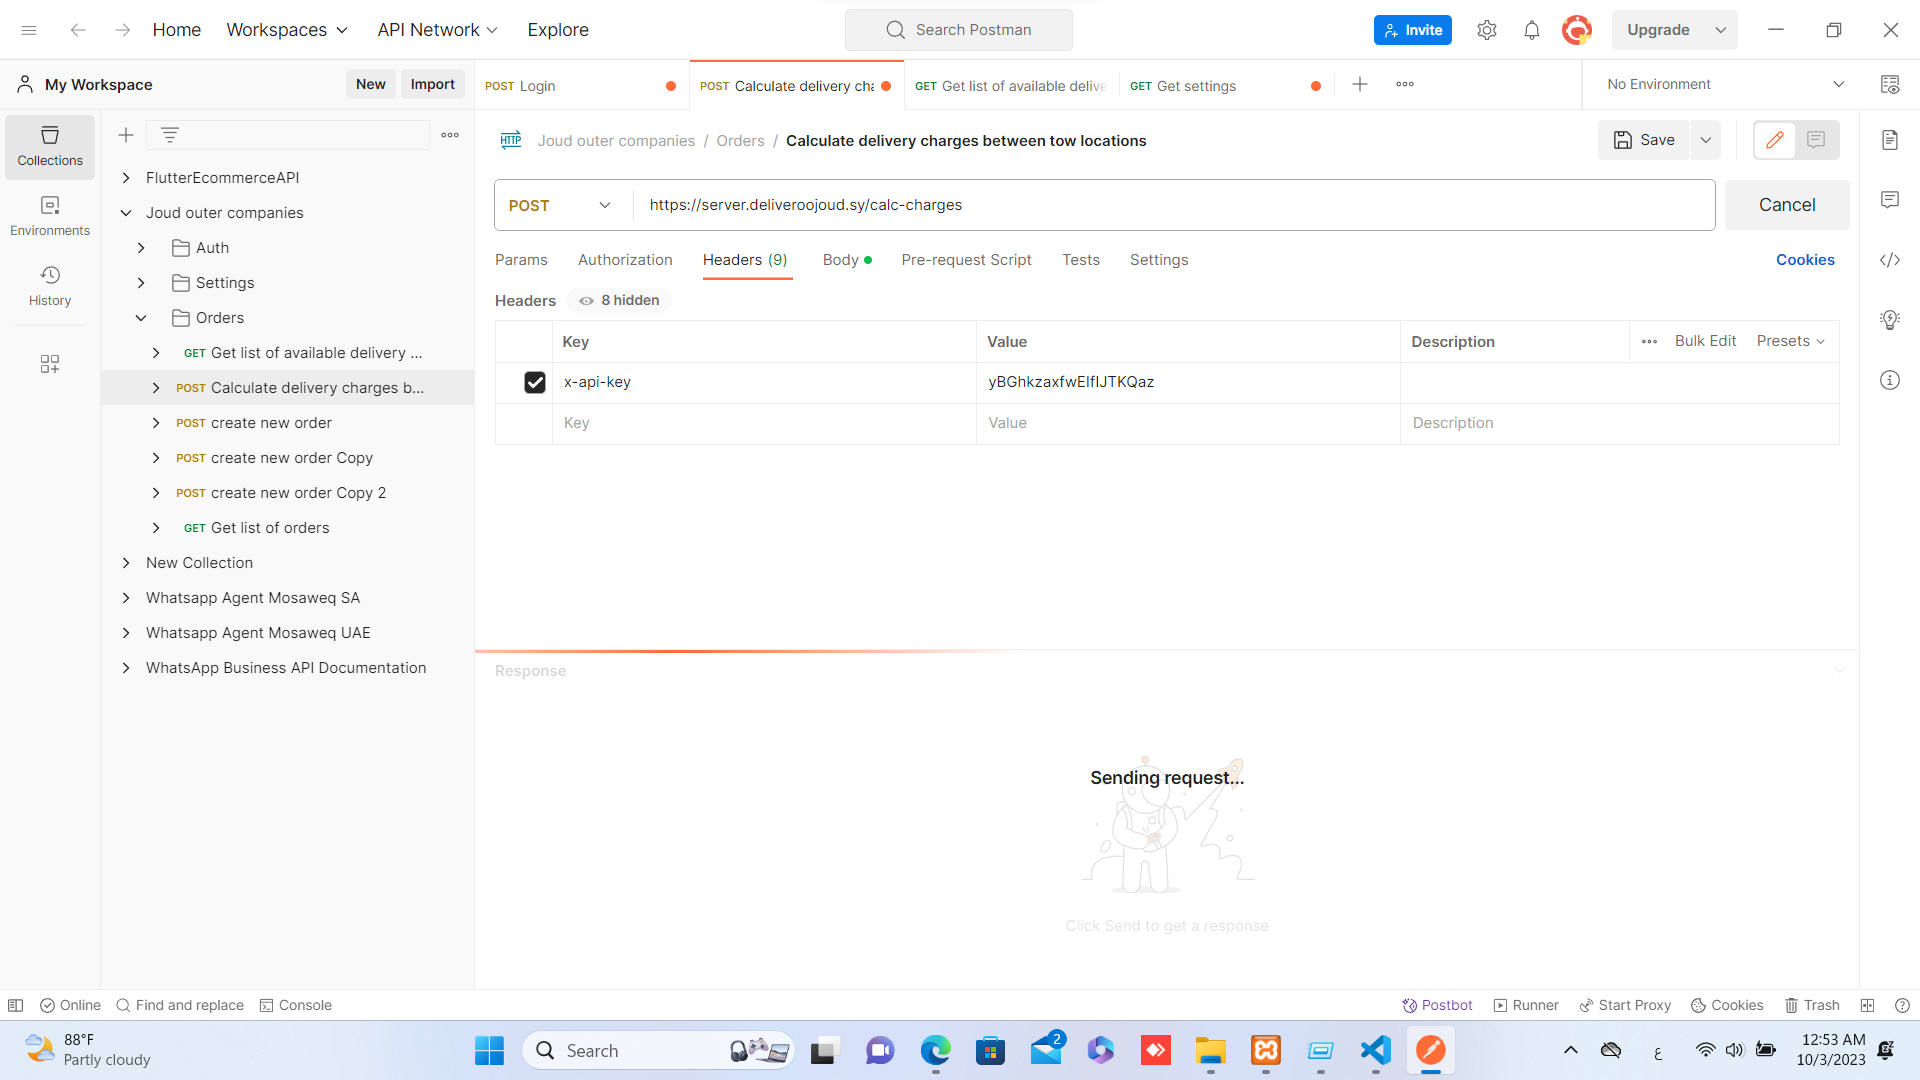 Home Workspaces API Network Explore Search Postman Invite Upgrade
My Workspace New Import POST Login POST Calculate delivery cha GET Get list of available delive GET Get settings No Environment
Collections
Environments
History
FlutterEcommerceAPI
Joud outer companies
Auth
Settings
Orders
GET Get list of available delivery ...
POST Calculate delivery charges b...
POST create new order
POST create new order Copy
POST create new order Copy 2
GET Get list of orders
New Collection
Whatsapp Agent Mosaweq SA
Whatsapp Agent Mosaweq UAE
WhatsApp Business API Documentation
HTTP Joud outer companies / Orders / Calculate delivery charges between tow locations Save
POST https://server.deliveroojoud.sy/calc-charges Cancel
Params Authorization Headers (9) Body Pre-request Script Tests Settings Cookies
Headers 8 hidden
Key Value Description Bulk Edit Presets
x-api-key yBGhkzaxfwElfIJTKQaz
Key Value Description
Response
Sending request...
Click Send to get a response
Online Find and replace Console Postbot Runner Start Proxy Cookies Trash
88°F
Partly cloudy
Search 2 ع
12:53 AM
10/3/2023